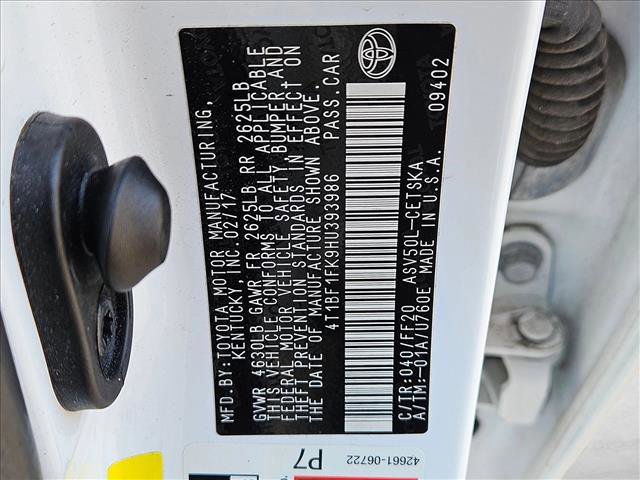 MFD.BY:TOYOTA MOTOR MANUFACTURING,
KENTUCKY, INC. 02/17
GVWR 4630LB GAWR FR 2625LB RR 2625LB
THIS VEHICLE CONFORMS TO ALL APPLICABLE
FEDERAL MOTOR VEHICLE SAFETY, BUMPER AND
THEFT PREVENTION STANDARDS IN EFFECT ON
THE DATE OF MANUFACTURE SHOWN ABOVE.
4T1BF1FK9HU393986 PASS.CAR
C/TR:040/FF20 ASV50L-CETSKA
A/TM:-01A/U760E MADE IN U.S.A. 09402
42661-06722
P7